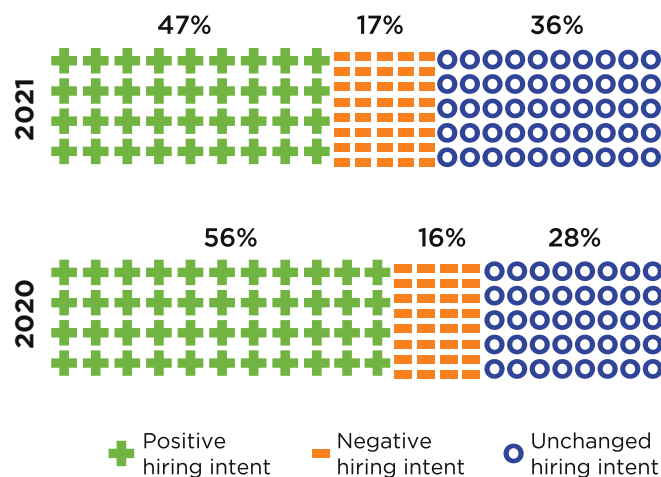 47% 17% 36%
2021
56% 16% 28%
2020
Positive
hiring intent
Negative
hiring intent
Unchanged
hiring intent